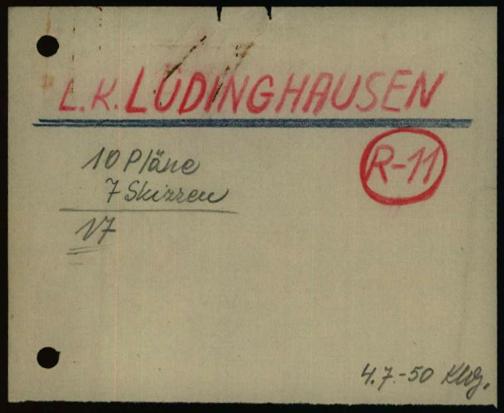 L.K. LÜDINGHAUSEN
R-11
10 Pläne
7 Skizzen
17
4.7.-50